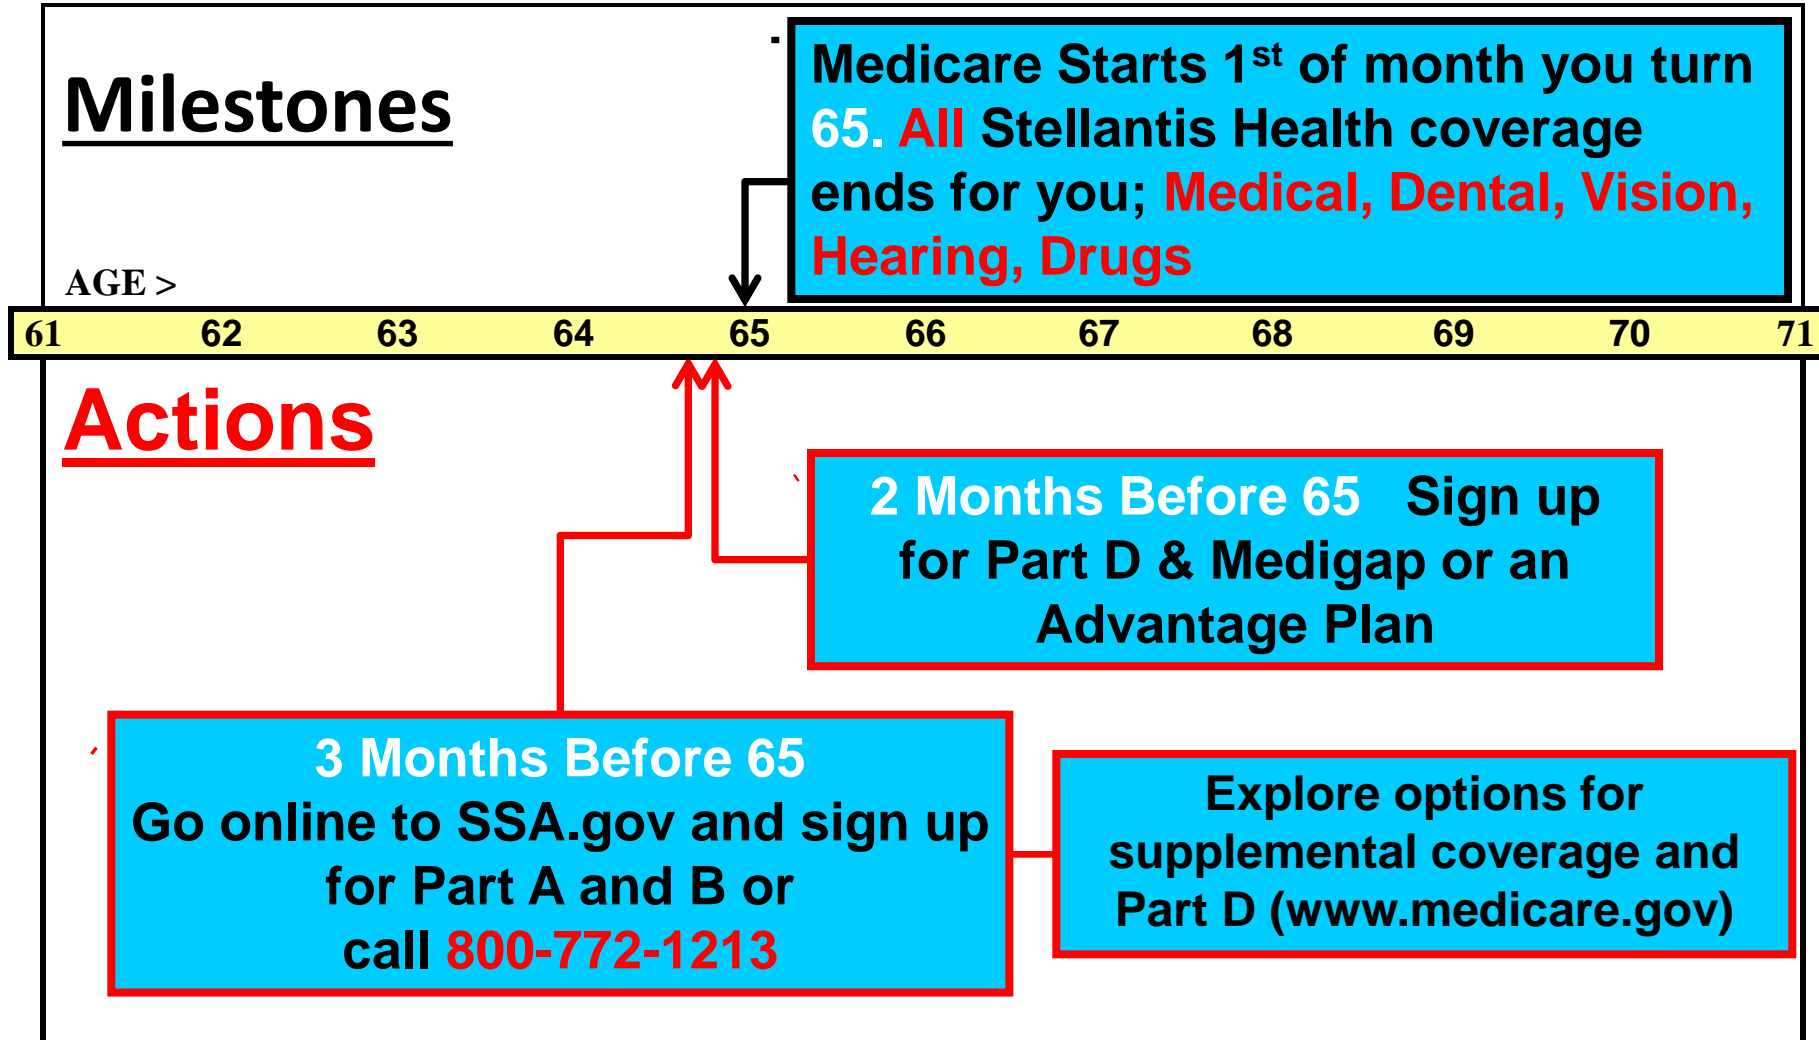 Milestones
Medicare Starts 1st of month you turn
65. All Stellantis Health coverage
ends for you; Medical, Dental, Vision,
Hearing, Drugs
AGE >
61 62 63 64 65 66 67 68 69 70 71
Actions
2 Months Before 65 Sign up
for Part D & Medigap or an
Advantage Plan
3 Months Before 65
Go online to SSA.gov and sign up
for Part A and B or
call 800-772-1213
Explore options for
supplemental coverage and
Part D (www.medicare.gov)